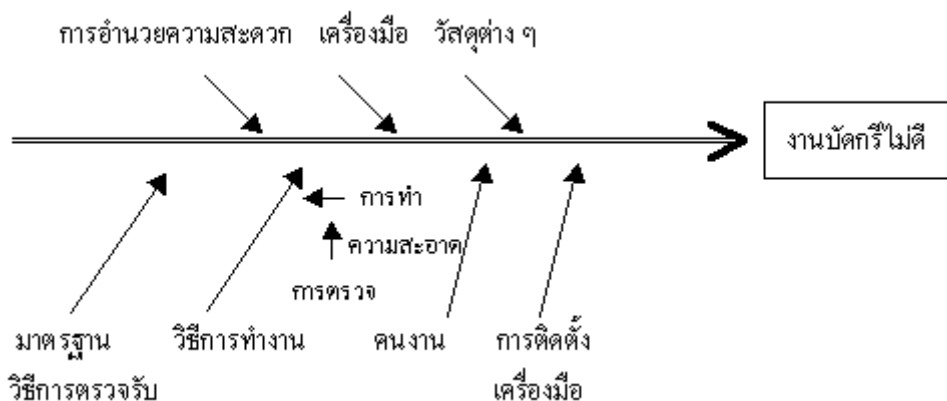 การอำนวยความสะดวก เครื่องมือ วัสดุต่าง ๆ
งานบัดกรีไม่ดี
การทำ
ความสะอาด
การตรวจ
มาตรฐาน วิธีการทำงาน คนงาน การติดตั้ง
วิธีการตรวจรับ เครื่องมือ